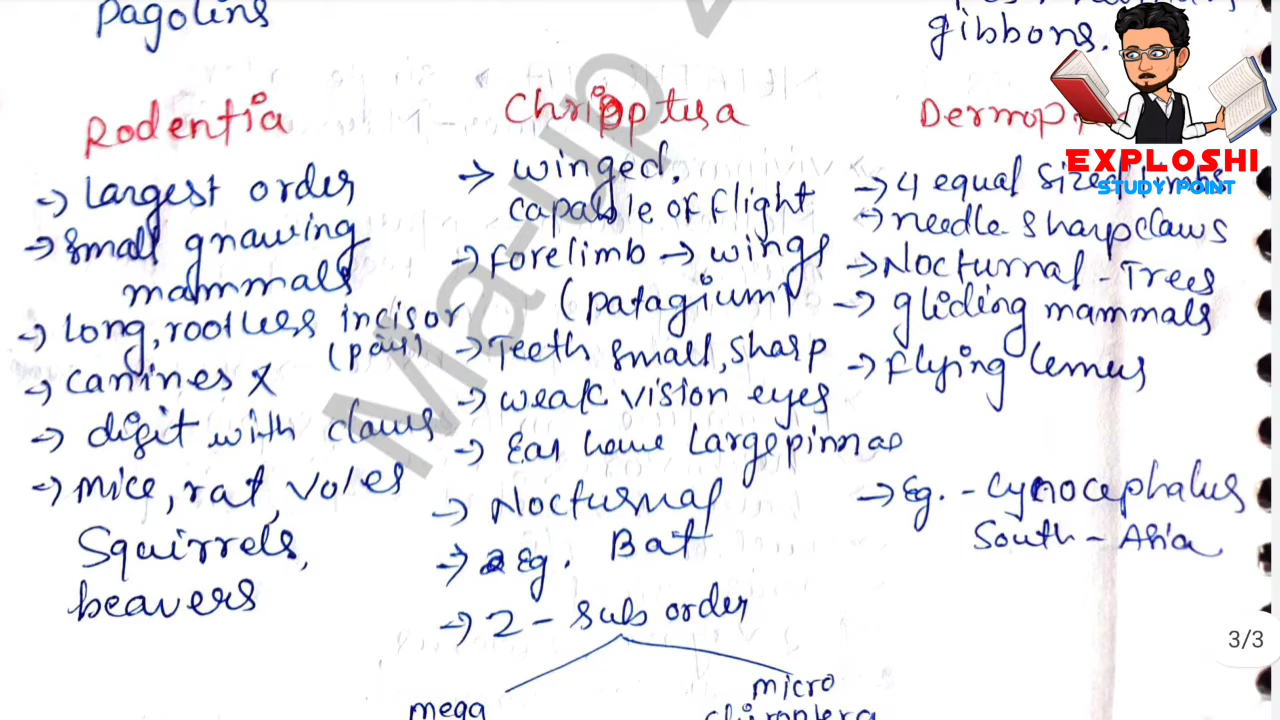 Pagolins
gibbons.
EXPLOSHI
STUDY POINT
Rodentia
→ Largest order
→ Small gnawing
mammals
→ Long, rootless incisor
(pair)
→ canines x
→ digit with claws
→ mice, rat, voles
Squirrels,
beavers
→ winged,
capable of flight
→ forelimb → wings
(patagium)
→ Teeth small, sharp
→ weak vision eyes
→ Ear have Large pinnae
→ Nocturnal
→ eg. Bat
→ 2 - sub order
mega
micro
chiroptera
→ 4 equal sized limbs
→ needle sharp claws
→ Nocturnal - Trees
→ gliding mammals
→ flying lemur
→ Eg. - Cynocephalus
South - Asia
3/3